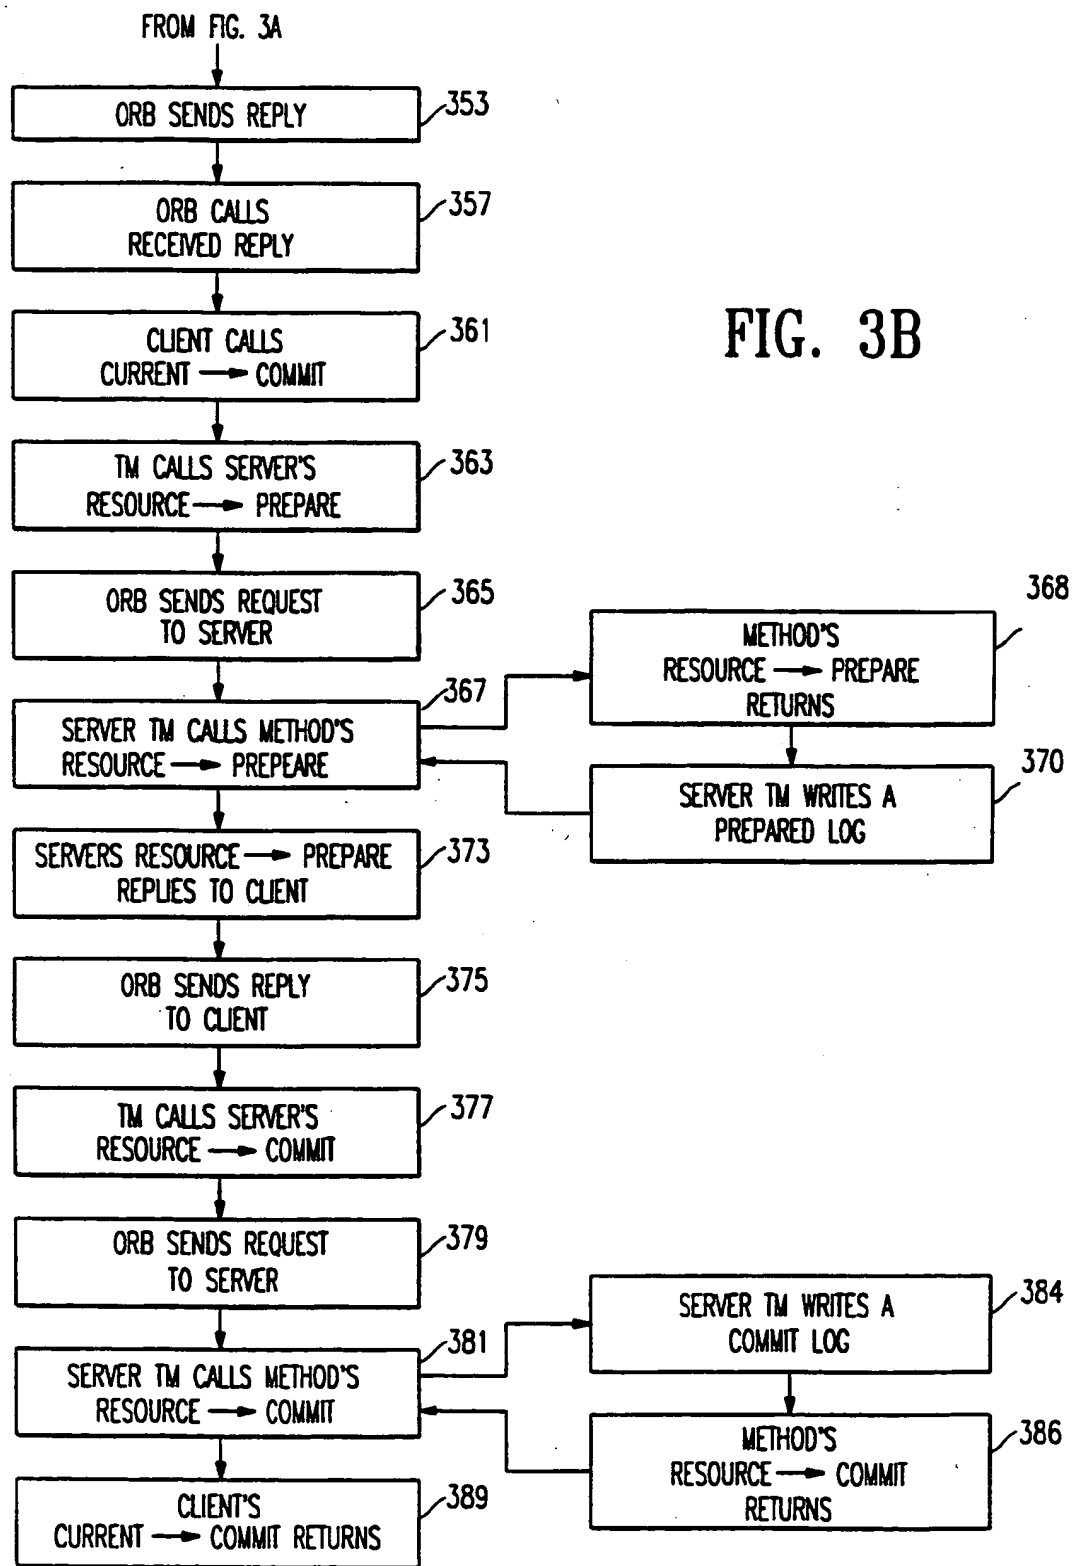 FROM FIG. 3A
ORB SENDS REPLY
353
ORB CALLS
RECEIVED REPLY
357
FIG. 3B
CLIENT CALLS
CURRENT → COMMIT
361
TM CALLS SERVER'S
RESOURCE → PREPARE
363
ORB SENDS REQUEST
TO SERVER
365
SERVER TM CALLS METHOD'S
RESOURCE → PREPEARE
367
METHOD'S
RESOURCE → PREPARE
RETURNS
368
SERVER TM WRITES A
PREPARED LOG
370
SERVERS RESOURCE → PREPARE
REPLIES TO CLIENT
373
ORB SENDS REPLY
TO CLIENT
375
TM CALLS SERVER'S
RESOURCE → COMMIT
377
ORB SENDS REQUEST
TO SERVER
379
SERVER TM CALLS METHOD'S
RESOURCE → COMMIT
381
SERVER TM WRITES A
COMMIT LOG
384
METHOD'S
RESOURCE → COMMIT
RETURNS
386
CLIENT'S
CURRENT → COMMIT RETURNS
389